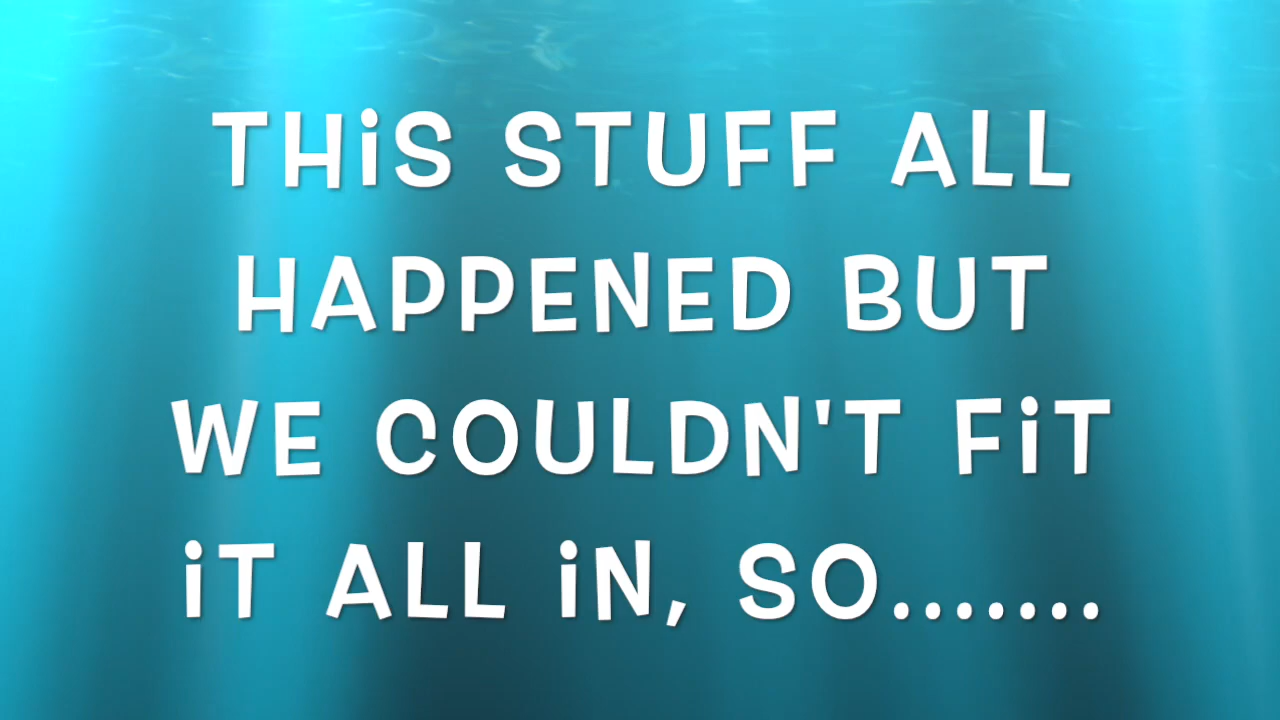 THiS STUFF ALL
HAPPENED BUT
WE COULDN'T FiT
iT ALL iN, SO.......